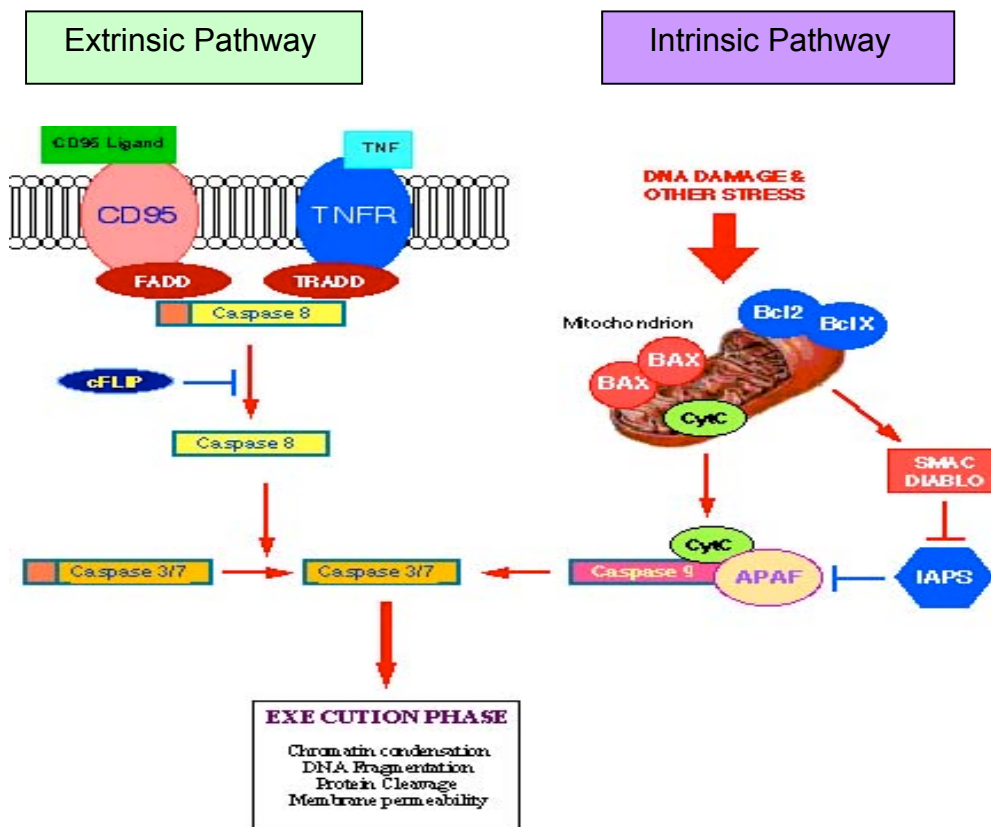 Extrinsic Pathway
Intrinsic Pathway
CD95 Ligand
TNF
CD95
TNFR
FADD
TRADD
Caspase 8
cFLIP
Caspase 8
Caspase 3/7
Caspase 3/7
DNA DAMAGE &
OTHER STRESS
Mitochondrion
Bcl2
BclX
BAX
BAX
CytC
SMAC
DIABLO
CytC
Caspase 9
APAF
IAPS
EXECUTION PHASE
Chromatin condensation
DNA Fragmentation
Protein Cleavage
Membrane permeability